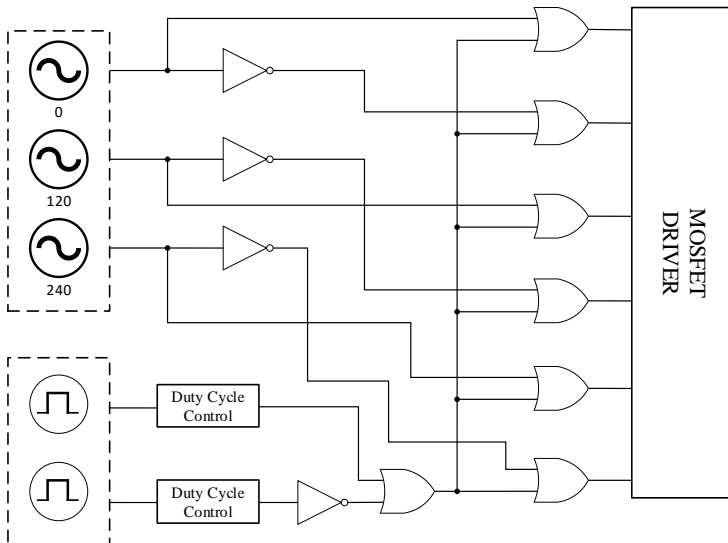 0
120
240
Duty Cycle
Control
Duty Cycle
Control
MOSFET
DRIVER